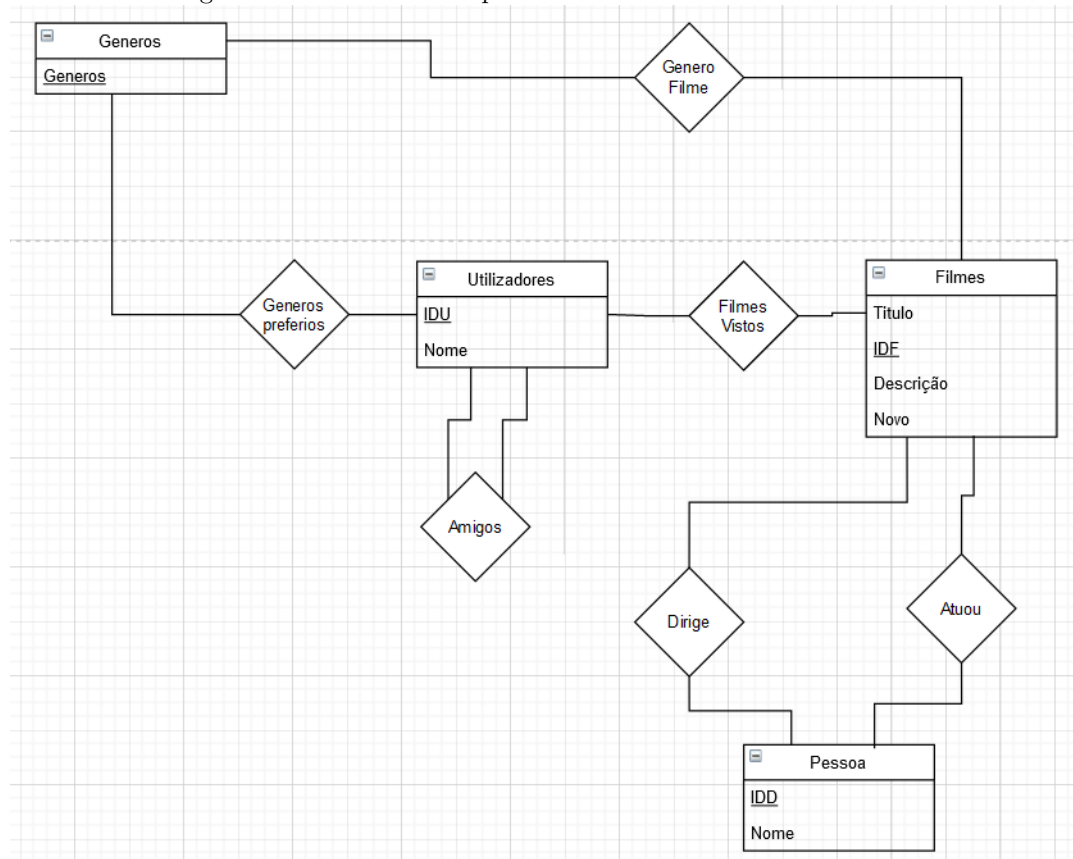 Generos
Generos
Genero
Filme
Generos
preferios
Utilizadores
IDU
Nome
Filmes
Vistos
Filmes
Titulo
IDF
Descrição
Novo
Amigos
Dirige
Atuou
Pessoa
IDD
Nome